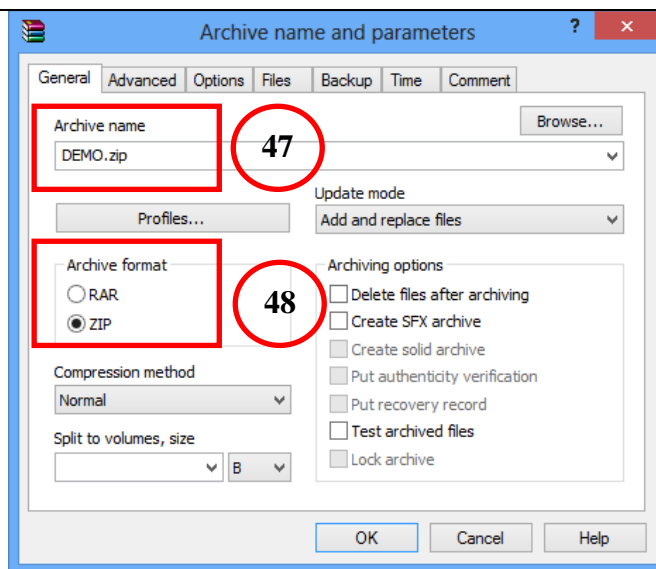 Archive name and parameters
? ×
General Advanced Options Files Backup Time Comment
Archive name
Browse...
DEMO.zip
47
Update mode
Profiles...
Add and replace files
Archive format
RAR
ZIP
48
Archiving options
Delete files after archiving
Create SFX archive
Create solid archive
Put authenticity verification
Put recovery record
Test archived files
Lock archive
Compression method
Normal
Split to volumes, size
B
OK Cancel Help